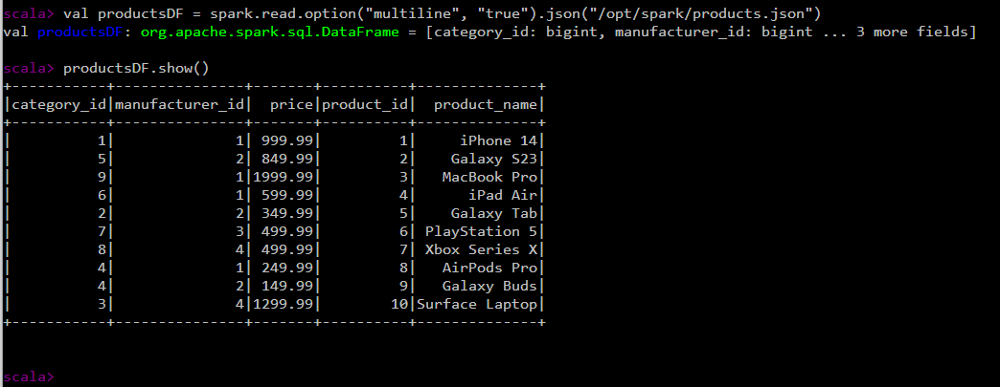 scala> val productsDF = spark.read.option("multiline", "true").json("/opt/spark/products.json")
val productsDF: org.apache.spark.sql.DataFrame = [category_id: bigint, manufacturer_id: bigint ... 3 more fields]
scala> productsDF.show()
+-----------+---------------+-------+----------+--------------+
|category_id|manufacturer_id|  price|product_id|  product_name|
+-----------+---------------+-------+----------+--------------+
|          1|              1| 999.99|         1|     iPhone 14|
|          5|              2| 849.99|         2|    Galaxy S23|
|          9|              1|1999.99|         3|   MacBook Pro|
|          6|              1| 599.99|         4|      iPad Air|
|          2|              2| 349.99|         5|    Galaxy Tab|
|          7|              3| 499.99|         6| PlayStation 5|
|          8|              4| 499.99|         7| Xbox Series X|
|          4|              1| 249.99|         8|   AirPods Pro|
|          4|              2| 149.99|         9|   Galaxy Buds|
|          3|              4|1299.99|        10|Surface Laptop|
+-----------+---------------+-------+----------+--------------+
scala>